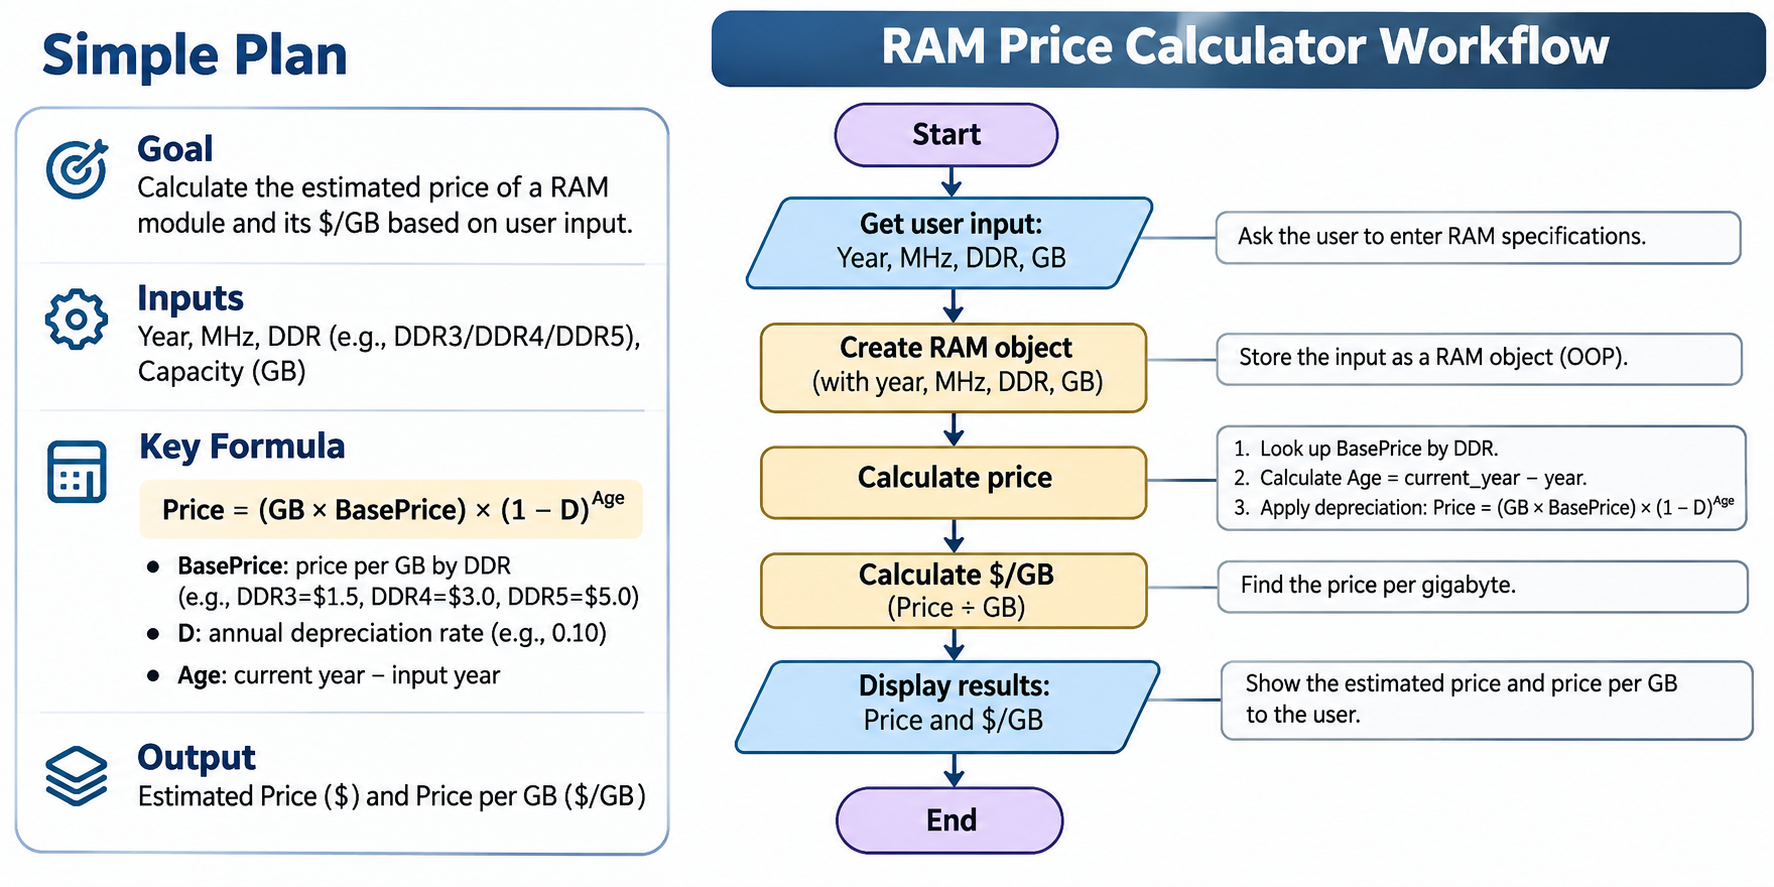 Simple Plan
Goal
Calculate the estimated price of a RAM
module and its $/GB based on user input.
Inputs
Year, MHz, DDR (e.g., DDR3/DDR4/DDR5),
Capacity (GB)
Key Formula
Price = (GB × BasePrice) × (1 – D)^Age
● BasePrice: price per GB by DDR
(e.g., DDR3=$1.5, DDR4=$3.0, DDR5=$5.0)
● D: annual depreciation rate (e.g., 0.10)
● Age: current year – input year
Output
Estimated Price ($) and Price per GB ($/GB)
RAM Price Calculator Workflow
Start
Get user input:
Year, MHz, DDR, GB
Ask the user to enter RAM specifications.
Create RAM object
(with year, MHz, DDR, GB)
Store the input as a RAM object (OOP).
Calculate price
1. Look up BasePrice by DDR.
2. Calculate Age = current_year – year.
3. Apply depreciation: Price = (GB × BasePrice) × (1 – D)^Age
Calculate $/GB
(Price ÷ GB)
Find the price per gigabyte.
Display results:
Price and $/GB
Show the estimated price and price per GB
to the user.
End